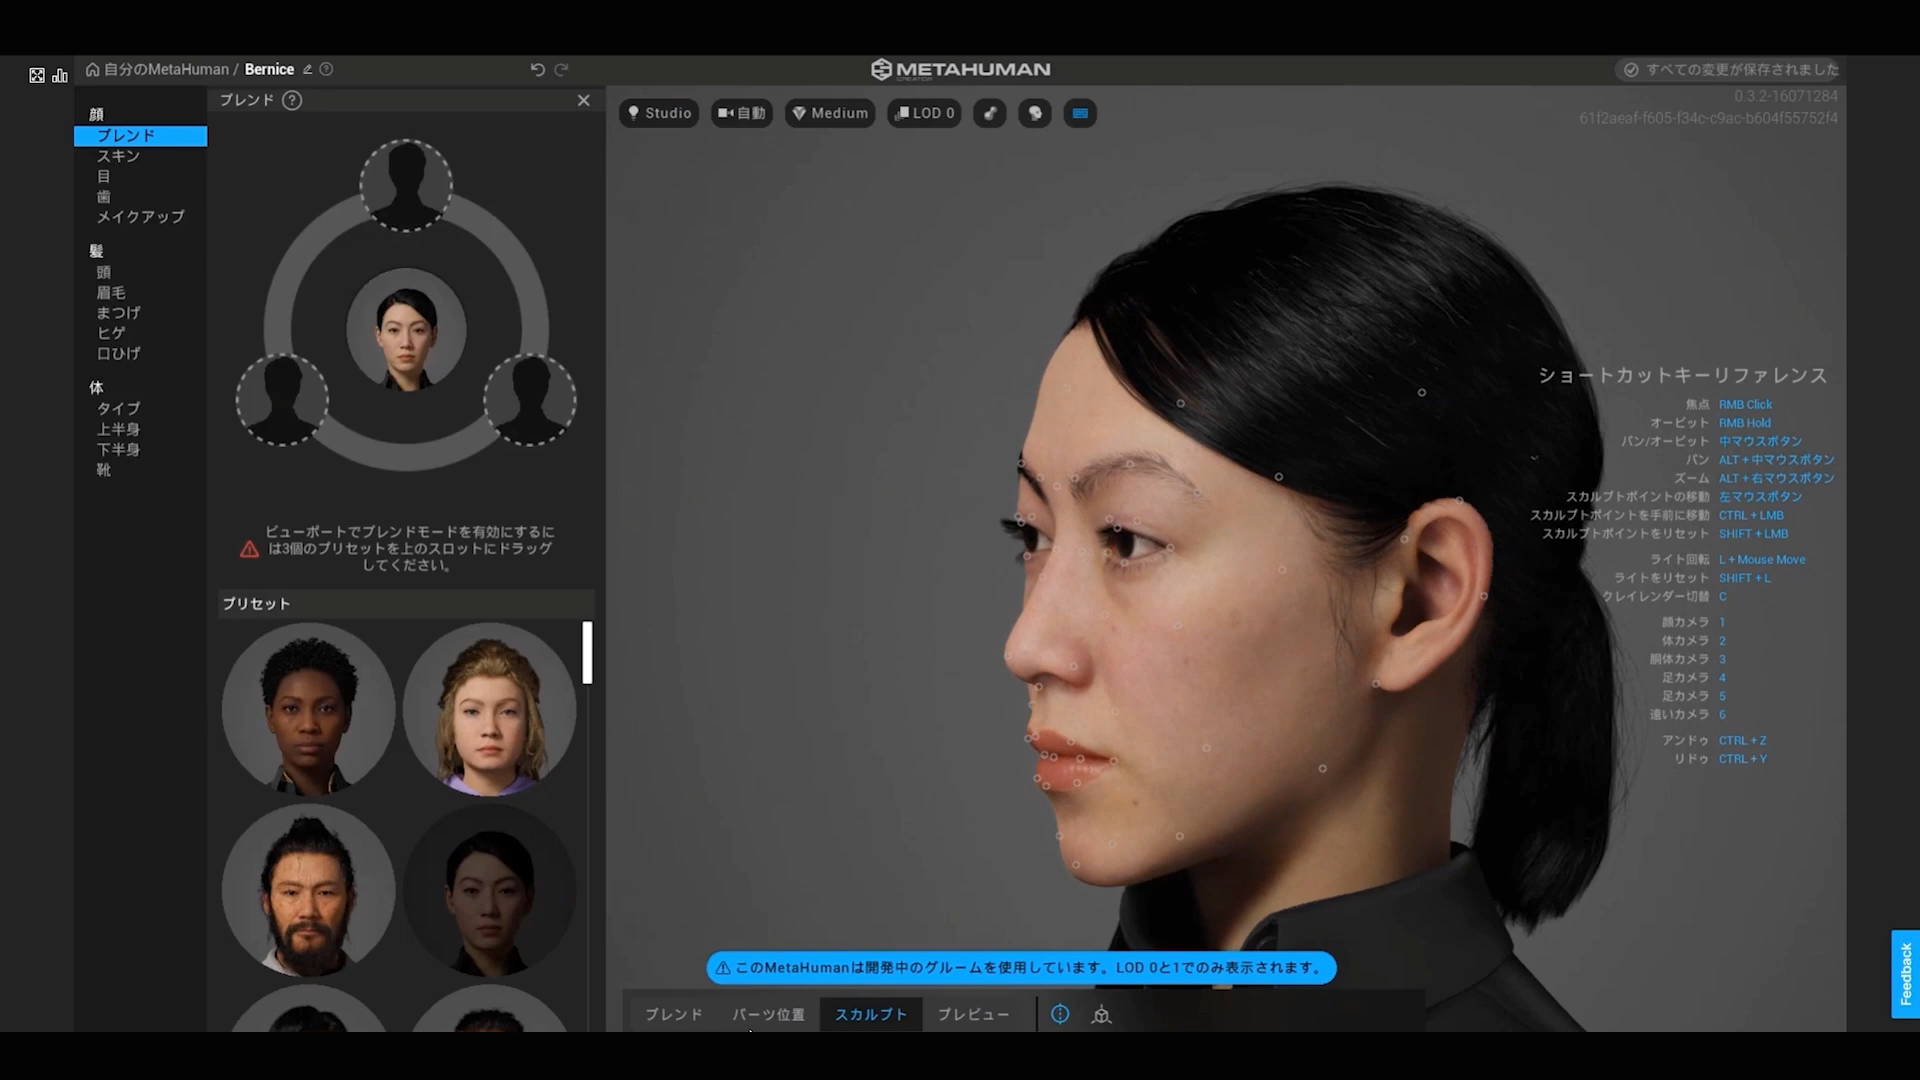 自分のMetaHuman / Bernice
METAHUMAN
CREATOR
すべての変更が保存されました
0.3.2-16071284
61f2aeaf-f605-f34c-c9ac-b604f55752f4
顔
ブレンド
スキン
目
歯
メイクアップ
髪
頭
眉毛
まつげ
ヒゲ
口ひげ
体
タイプ
上半身
下半身
靴
ブレンド ?
ビューポートでブレンドモードを有効にするに
は3個のプリセットを上のスロットにドラッグ
してください。
プリセット
Studio
自動
Medium
LOD 0
ショートカットキーリファレンス
焦点 RMB Click
オービット RMB Hold
パン/オービット 中マウスボタン
パン ALT + 中マウスボタン
ズーム ALT + 右マウスボタン
スカルプトポイントの移動 左マウスボタン
スカルプトポイントを手前に移動 CTRL + LMB
スカルプトポイントをリセット SHIFT + LMB
ライト回転 L + Mouse Move
ライトをリセット SHIFT + L
クレイレンダー切替 C
顔カメラ 1
体カメラ 2
胴体カメラ 3
足カメラ 4
足カメラ 5
遠いカメラ 6
アンドゥ CTRL + Z
リドゥ CTRL + Y
このMetaHumanは開発中のグルームを使用しています。LOD 0と1でのみ表示されます。
ブレンド
パーツ位置
スカルプト
プレビュー
Feedback